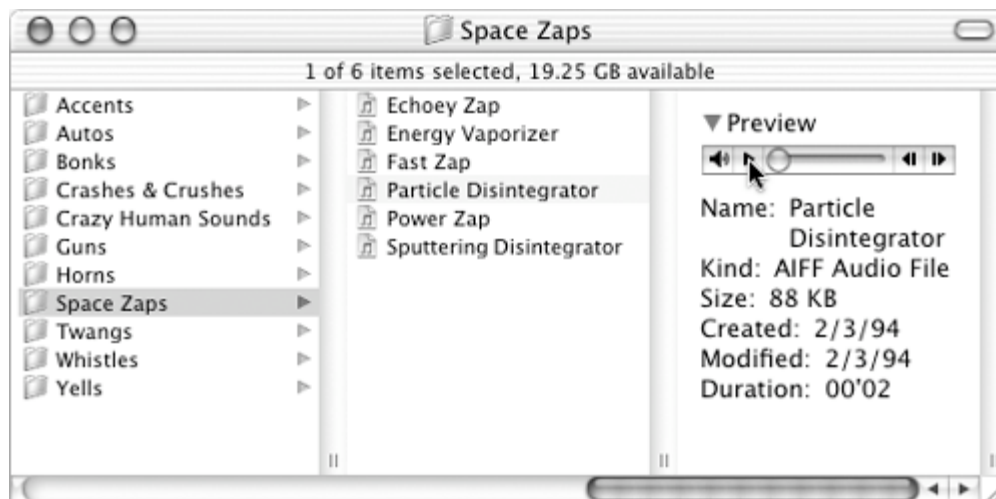 Space Zaps
1 of 6 items selected, 19.25 GB available
Accents
Autos
Bonks
Crashes & Crushes
Crazy Human Sounds
Guns
Horns
Space Zaps
Twangs
Whistles
Yells
Echoey Zap
Energy Vaporizer
Fast Zap
Particle Disintegrator
Power Zap
Sputtering Disintegrator
Preview
Name: Particle
Disintegrator
Kind: AIFF Audio File
Size: 88 KB
Created: 2/3/94
Modified: 2/3/94
Duration: 00'02